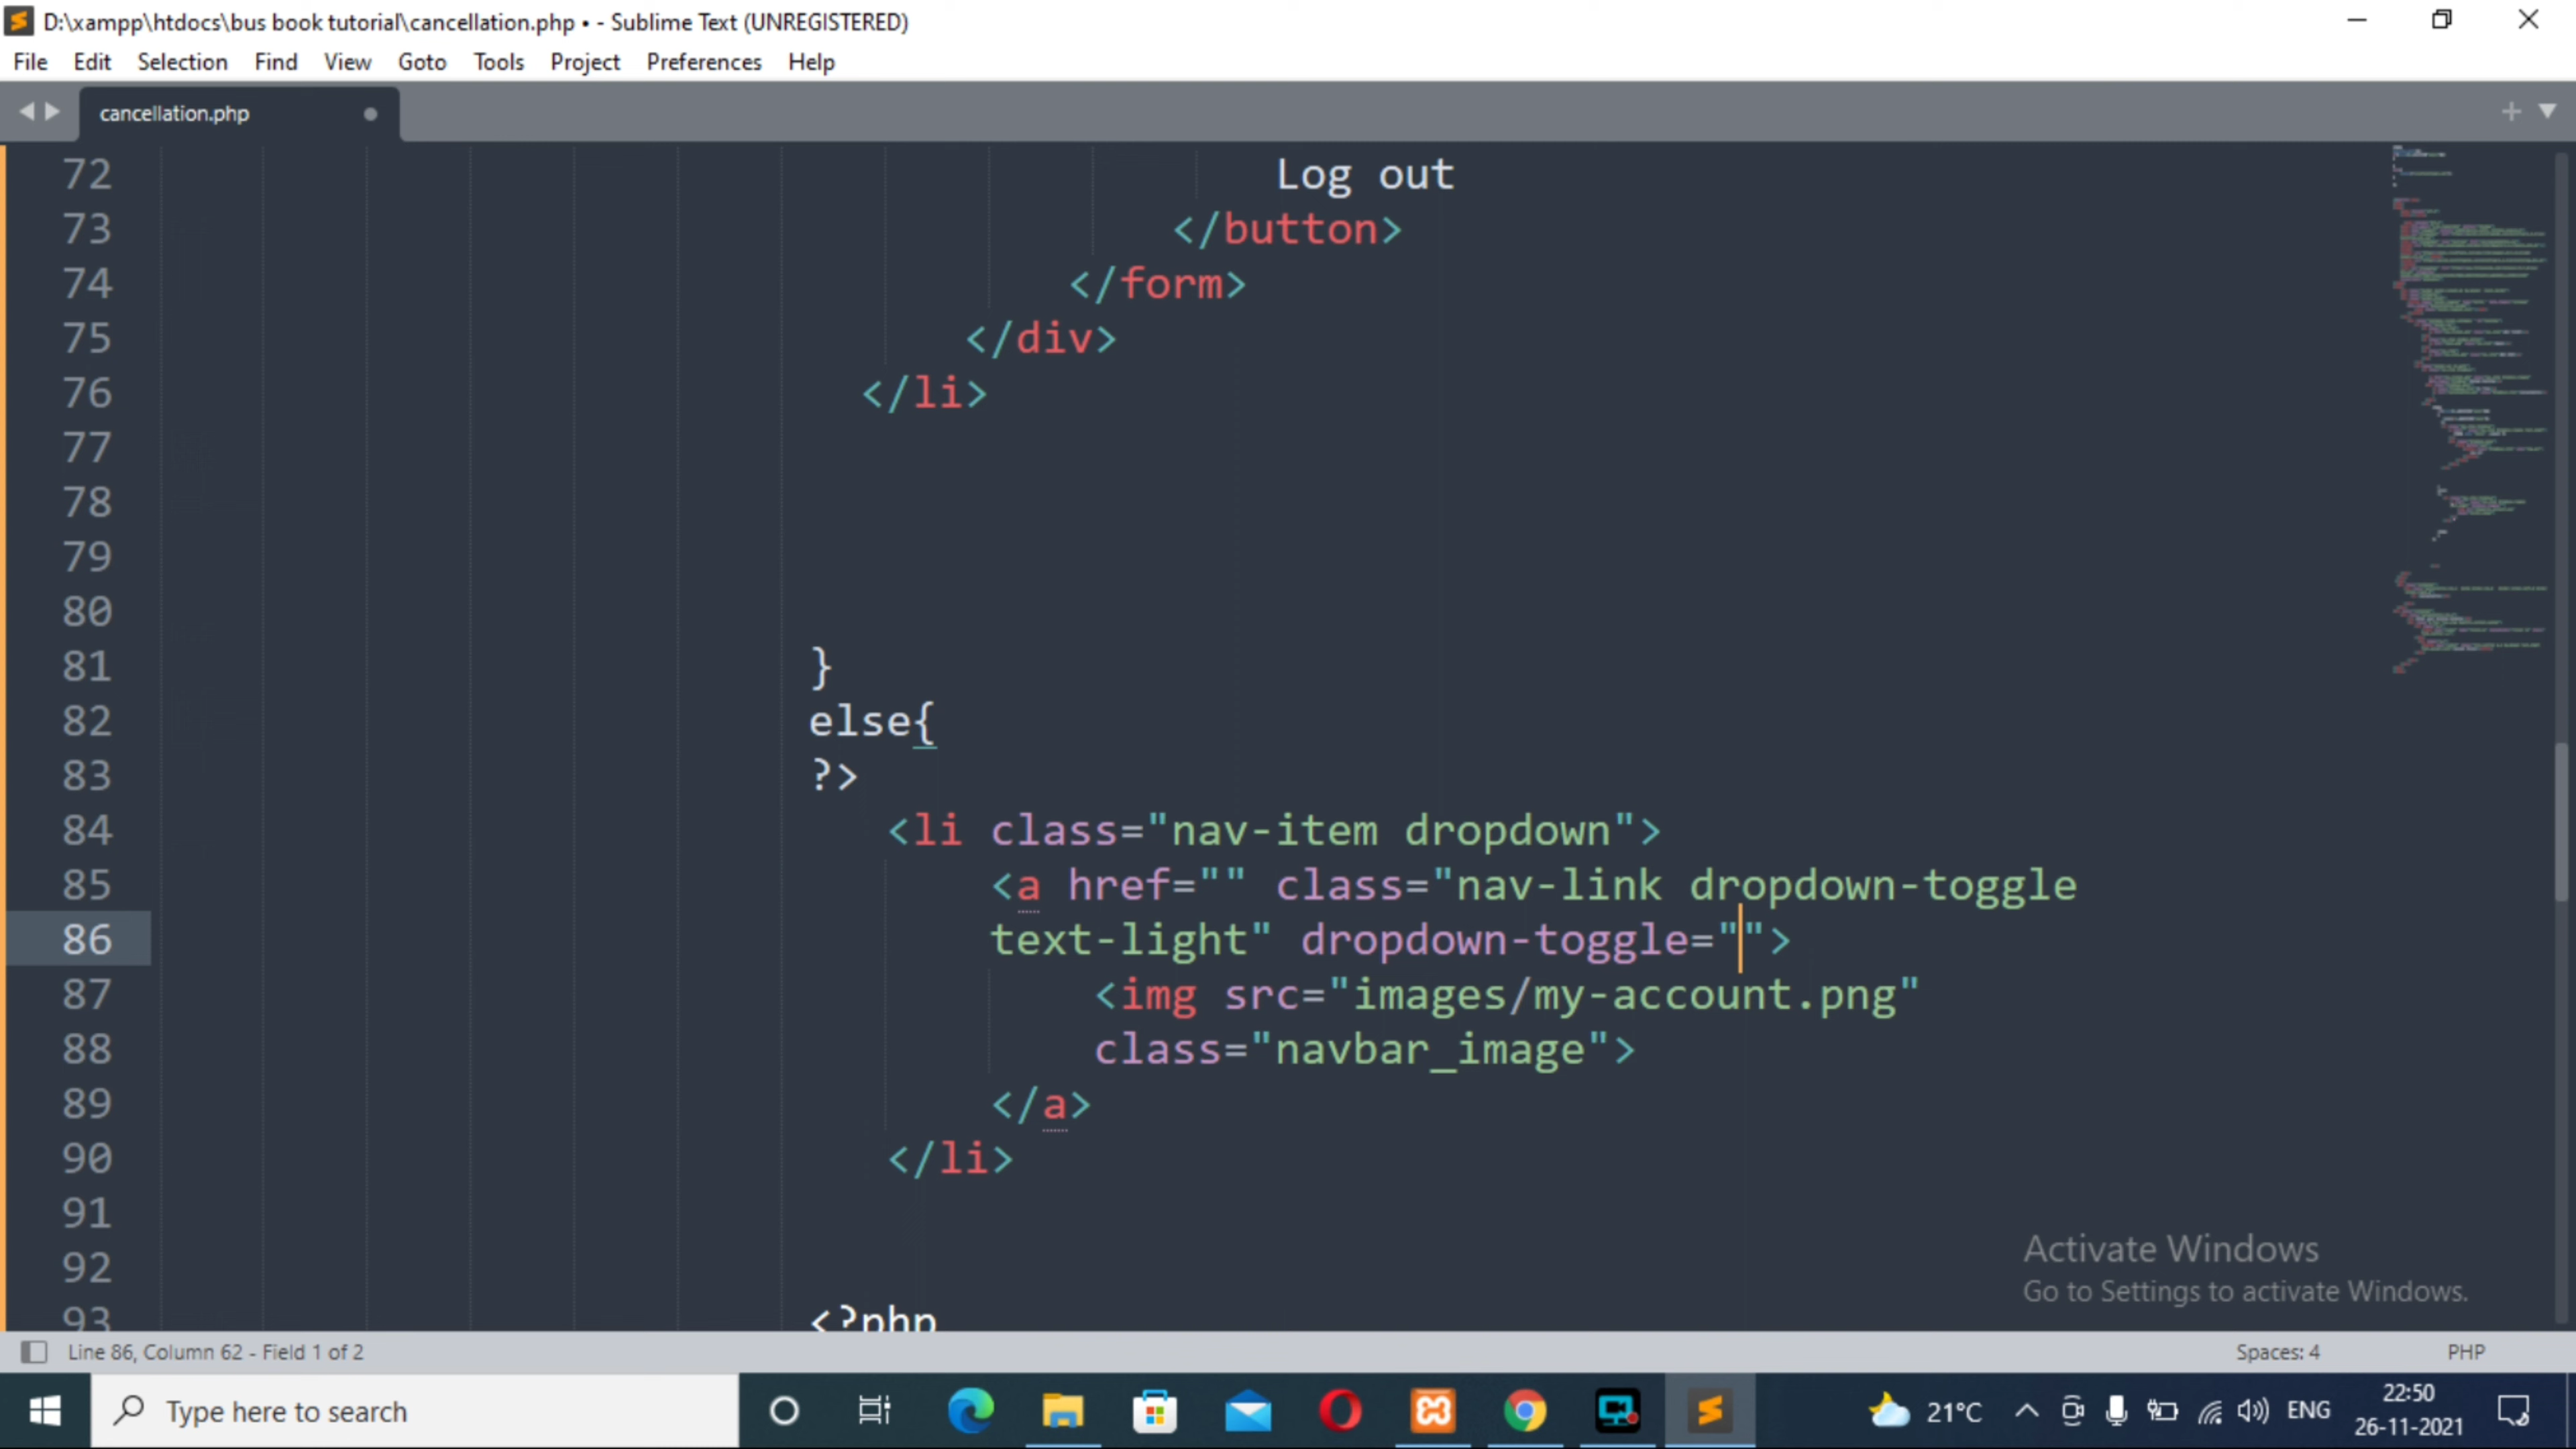 D:\xampp\htdocs\bus book tutorial\cancellation.php • - Sublime Text (UNREGISTERED)
File Edit Selection Find View Goto Tools Project Preferences Help
cancellation.php
72 Log out
73 </button>
74 </form>
75 </div>
76 </li>
77
78
79
80
81 }
82 else{
83 ?>
84 <li class="nav-item dropdown">
85 <a href="" class="nav-link dropdown-toggle
86 text-light" dropdown-toggle="">
87 <img src="images/my-account.png"
88 class="navbar_image">
89 </a>
90 </li>
91
92
93 <?php
Activate Windows
Go to Settings to activate Windows.
Line 86, Column 62 - Field 1 of 2 Spaces: 4 PHP
Type here to search 21°C ENG 22:50
26-11-2021